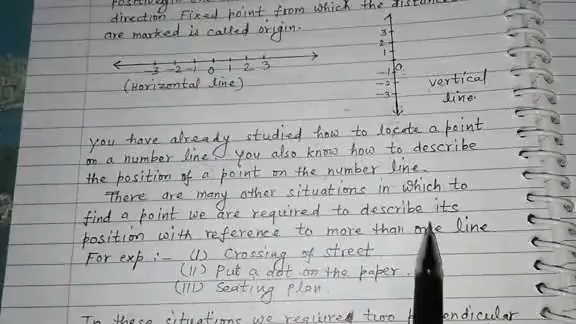 direction Fixed point from which the distances
are marked is called origin.
-3 -2 -1 0 1 2 3
(Horizontal line)
3
2
1
0
-1
-2
-3
vertical
line.
you have already studied how to locate a point
on a number line. you also know how to describe
the position of a point on the number line.
There are many other situations in which to
find a point we are required to describe its
position with reference to more than one line
For exp :- (I) Crossing of street
(II) Put a dot on the paper.
(III) Seating plan.
In these situations we required two